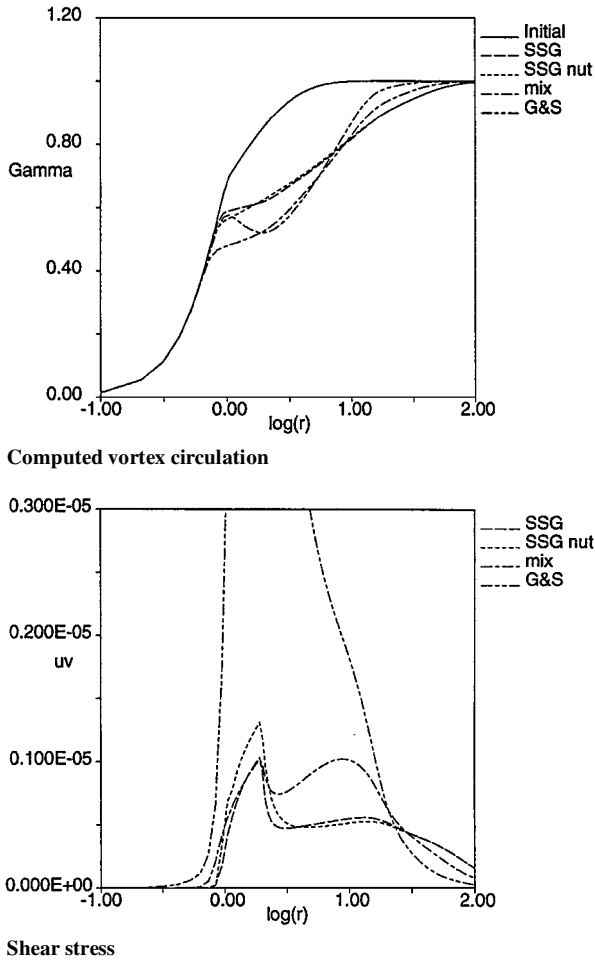 1.20
0.80
Gamma
0.40
0.00
-1.00
0.00
1.00
2.00
log(r)
Initial
SSG
SSG nut
mix
G&S
Computed vortex circulation
0.300E-05
0.200E-05
uv
0.100E-05
0.000E+00
-1.00
0.00
1.00
2.00
log(r)
SSG
SSG nut
mix
G&S
Shear stress